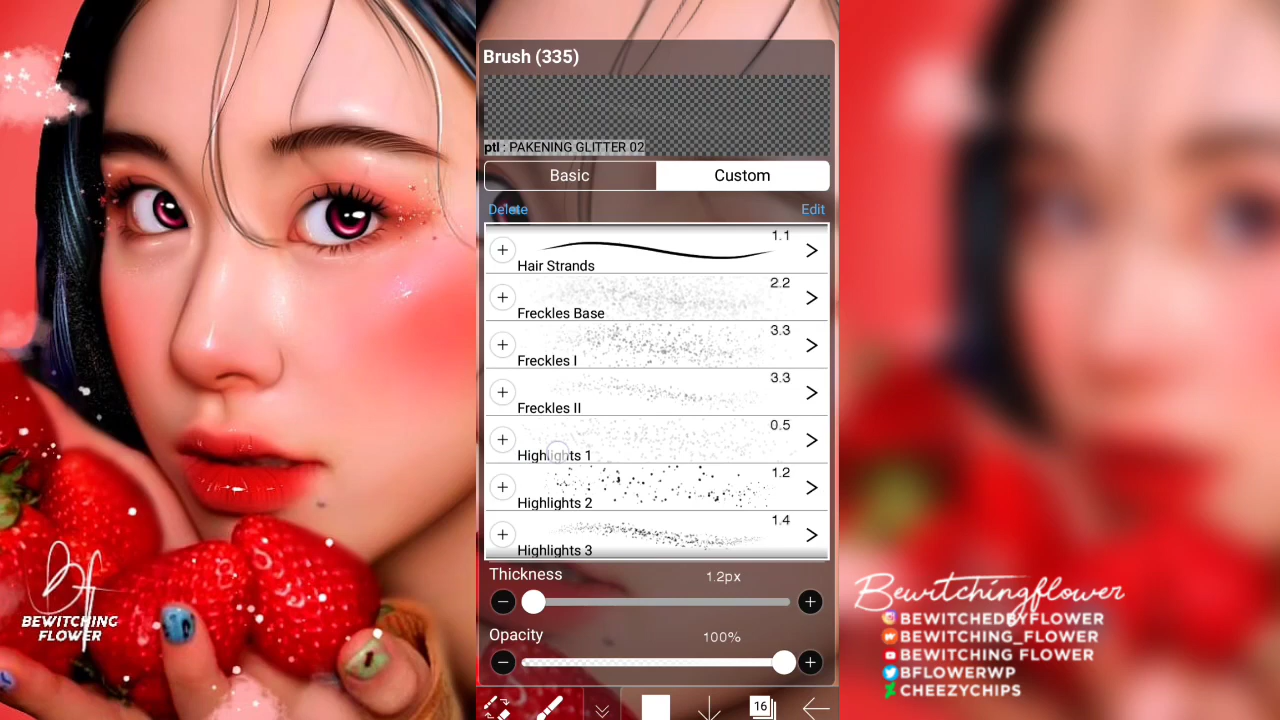 BEWITCHING
FLOWER
Brush (335)
ptl : PAKENING GLITTER 02
Basic
Custom
Delete
Edit
1.1
Hair Strands
2.2
Freckles Base
3.3
Freckles I
3.3
Freckles II
0.5
Highlights 1
1.2
Highlights 2
1.4
Highlights 3
Thickness
1.2px
Opacity
100%
16
Bewitchingflower
BEWITCHEDBYFLOWER
BEWITCHING_FLOWER
BEWITCHING FLOWER
BFLOWERWP
CHEEZYCHIPS